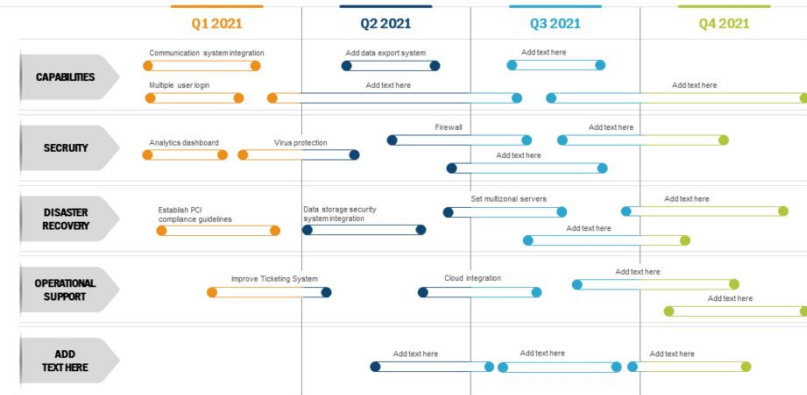 Q1 2021 Q2 2021 Q3 2021 Q4 2021
CAPABILITIES
Communication system integration Add data export system Add text here
Multiple user login Add text here Add text here
SECRUITY
Firewall Add text here
Analytics dashboard Virus protection Add text here
DISASTER
RECOVERY
Set multizonal servers Add text here
Establish PCI
compliance guidelines
Data storage security
system integration
Add text here
OPERATIONAL
SUPPORT
Improve Ticketing System Cloud integration Add text here
Add text here
ADD
TEXT HERE
Add text here Add text here Add text here